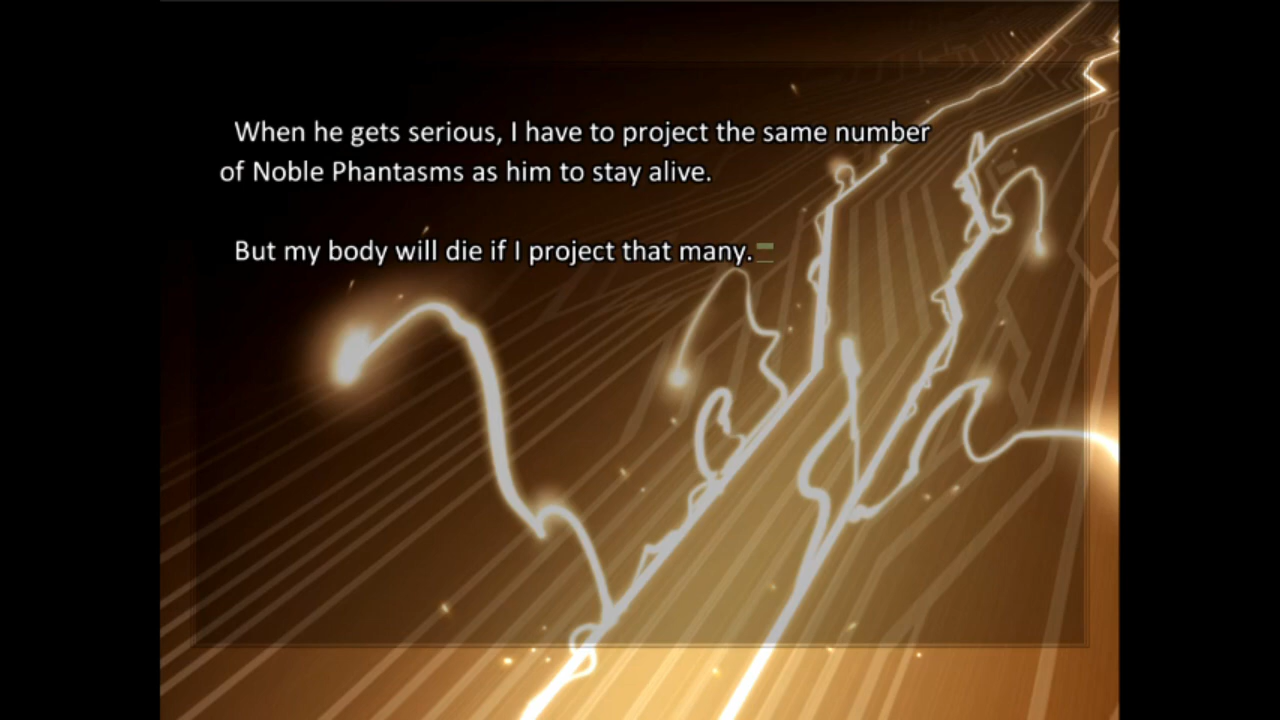 When he gets serious, I have to project the same number
of Noble Phantasms as him to stay alive.
But my body will die if I project that many.